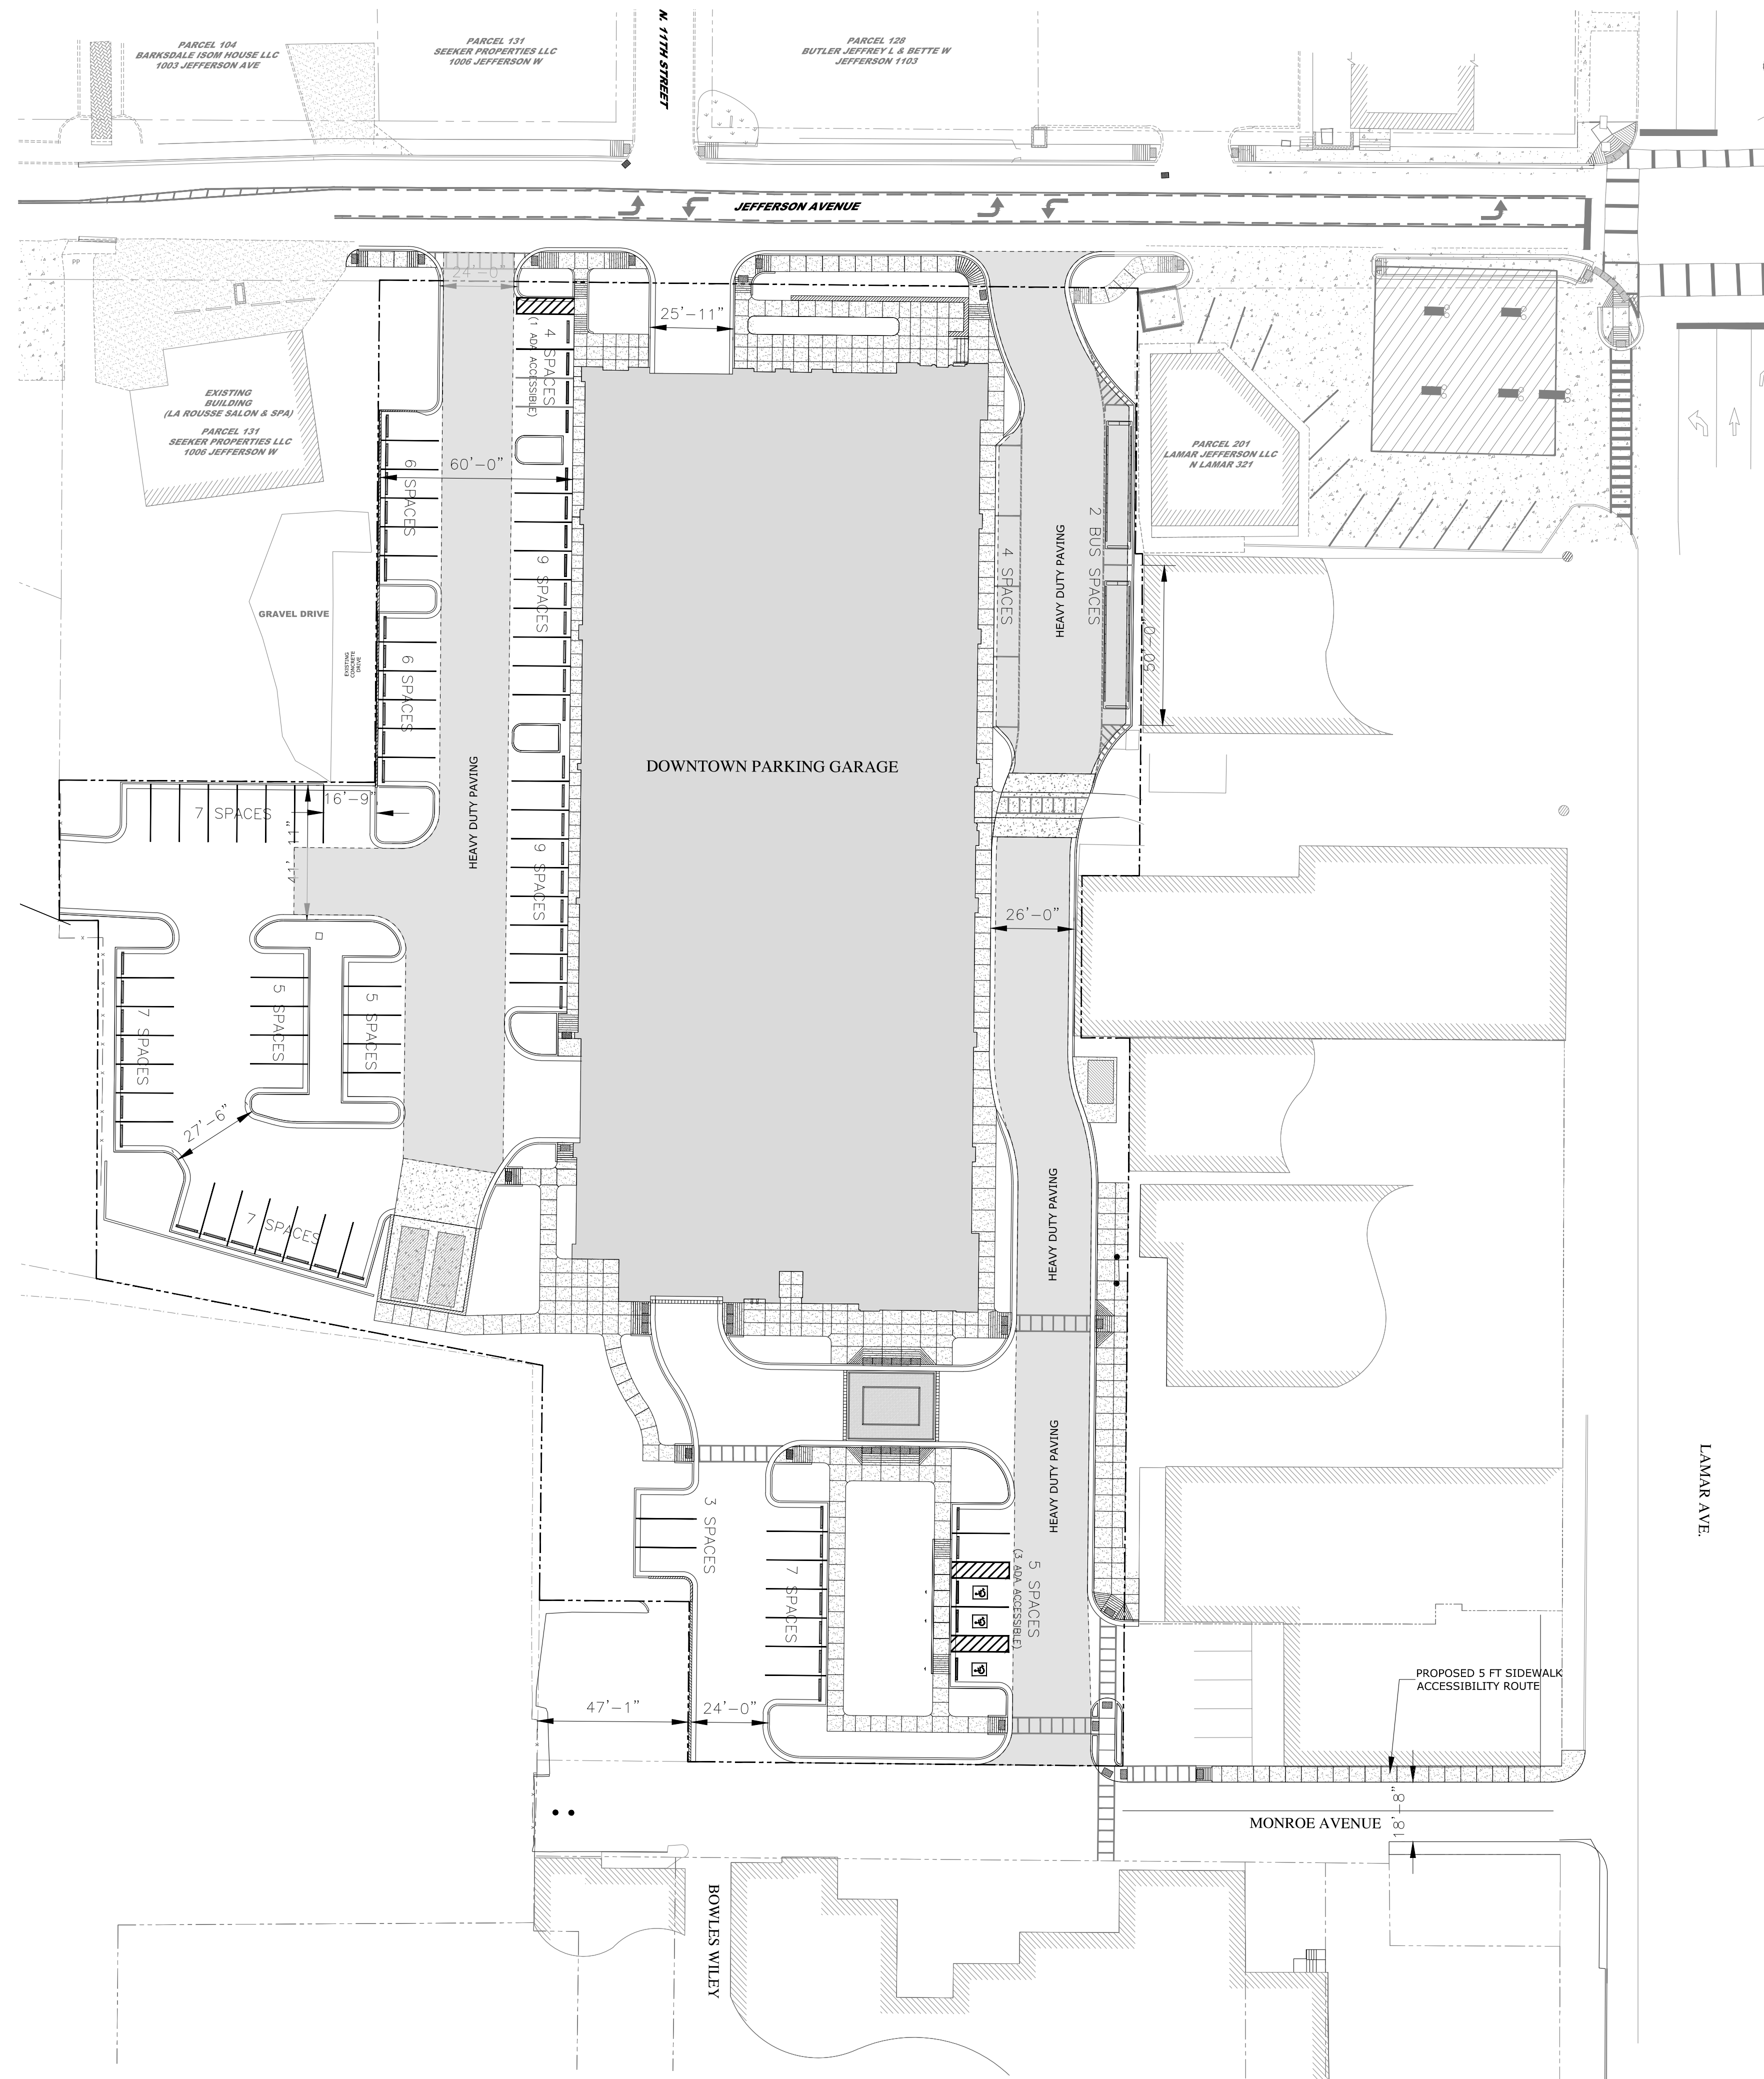 PARCEL 104
BARKSDALE ISOM HOUSE LLC
1003 JEFFERSON AVE
PARCEL 131
SEEKER PROPERTIES LLC
1006 JEFFERSON W
N. 11TH STREET
PARCEL 128
BUTLER JEFFREY L & BETTE W
JEFFERSON 1103
JEFFERSON AVENUE
PP
24'-0"
25'-11"
4 SPACES
(1 ADA ACCESSIBLE)
EXISTING
BUILDING
(LA ROUSSE SALON & SPA)
PARCEL 131
SEEKER PROPERTIES LLC
1006 JEFFERSON W
PARCEL 201
LAMAR JEFFERSON LLC
N LAMAR 321
60'-0"
6 SPACES
9 SPACES
4 SPACES
HEAVY DUTY PAVING
2 BUS SPACES
50'-0"
GRAVEL DRIVE
EXISTING
CONCRETE
DRIVE
6 SPACES
DOWNTOWN PARKING GARAGE
HEAVY DUTY PAVING
7 SPACES
16'-9"
41'-11"
9 SPACES
26'-0"
7 SPACES
5 SPACES
5 SPACES
27'-6"
7 SPACES
HEAVY DUTY PAVING
HEAVY DUTY PAVING
LAMAR AVE.
3 SPACES
7 SPACES
5 SPACES
(3 ADA ACCESSIBLE)
47'-1"
24'-0"
PROPOSED 5 FT SIDEWALK
ACCESSIBILITY ROUTE
18'-8"
MONROE AVENUE
BOWLES WILEY